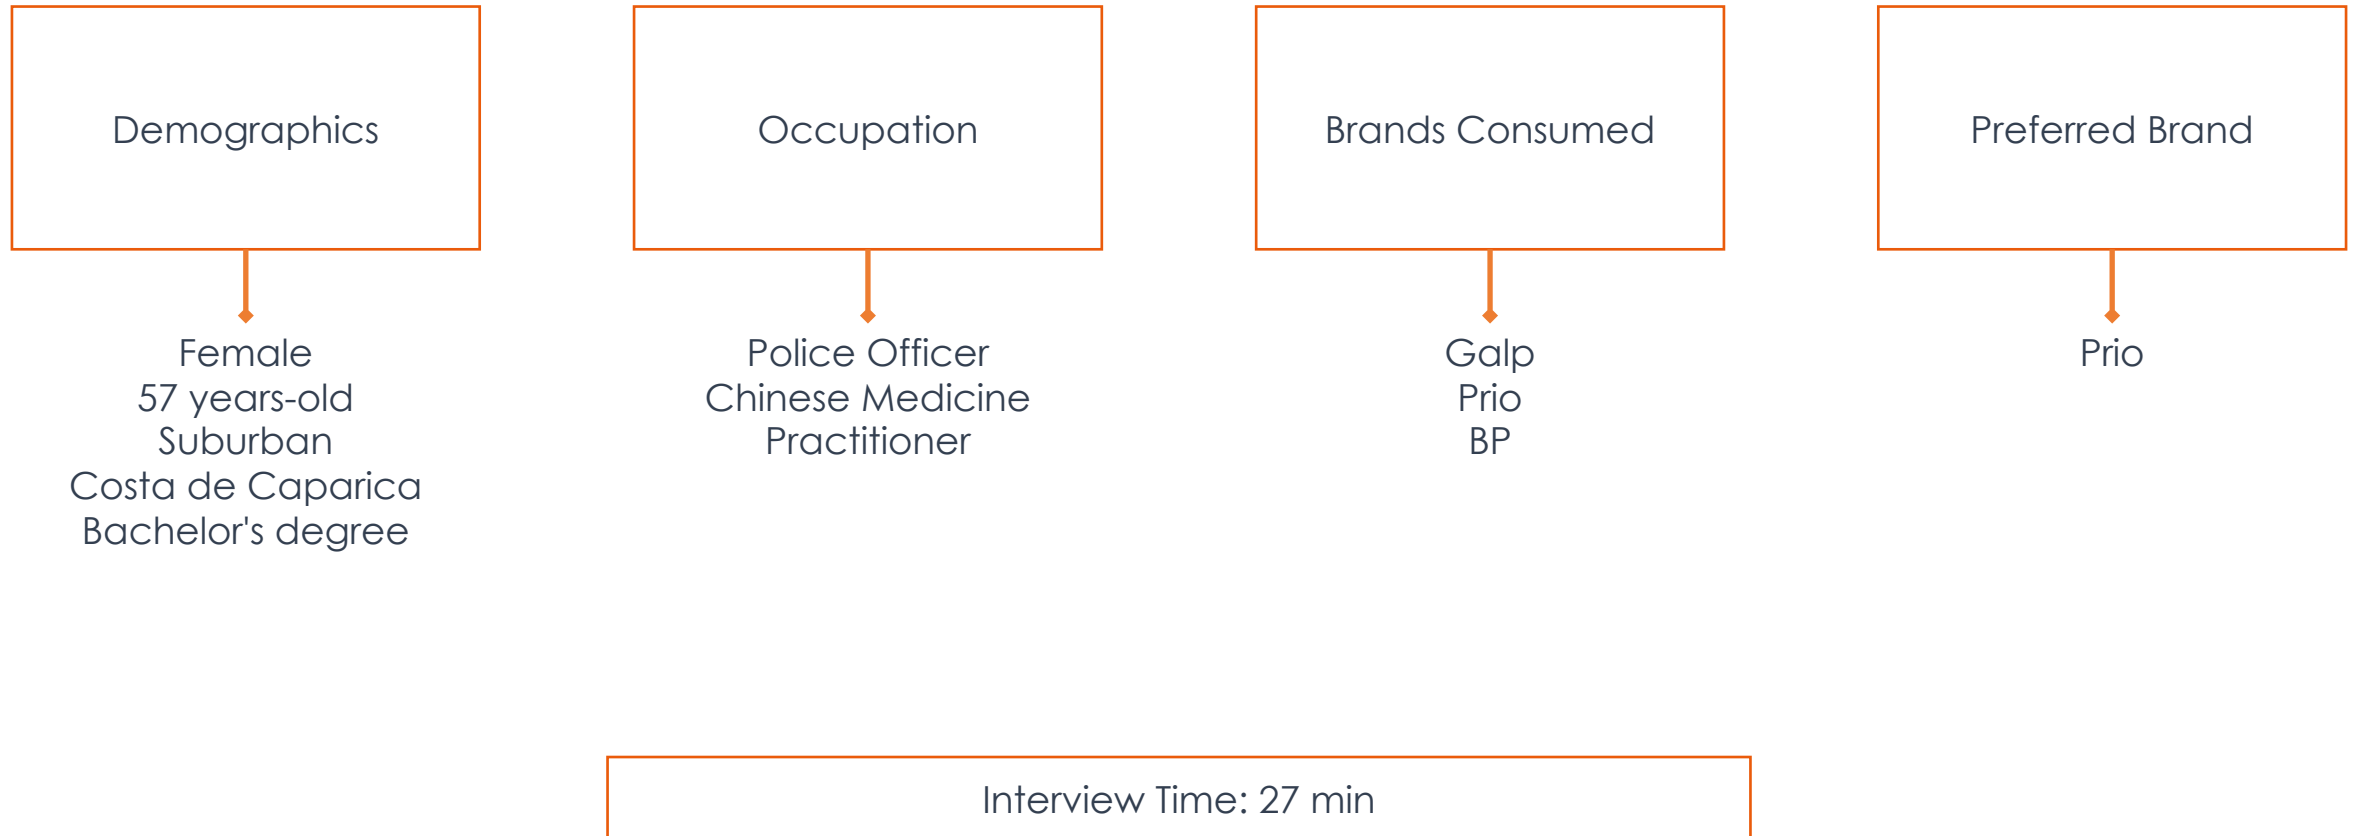 Demographics
Female
57 years-old
Suburban
Costa de Caparica
Bachelor's degree
Occupation
Police Officer
Chinese Medicine
Practitioner
Brands Consumed
Galp
Prio
BP
Preferred Brand
Prio
Interview Time: 27 min